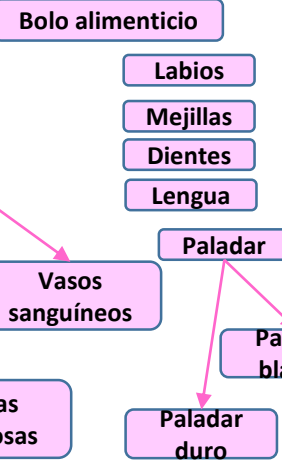 Bolo alimenticio
Labios
Mejillas
Dientes
Lengua
Paladar
Vasos
sanguíneos
Paladar
duro